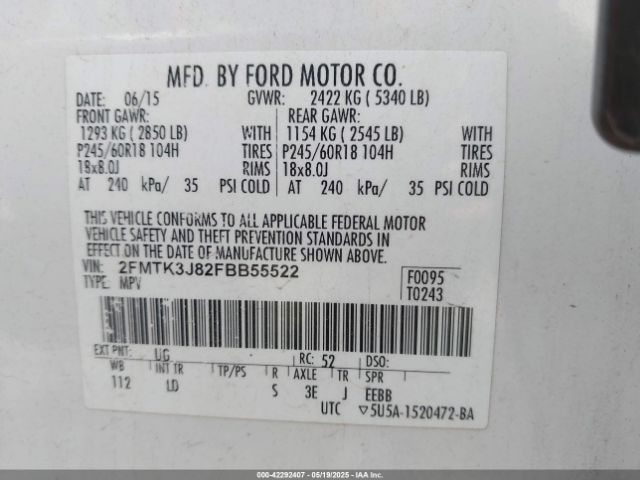 MFD. BY FORD MOTOR CO.
DATE: 06/15 GVWR: 2422 KG ( 5340 LB)
FRONT GAWR: REAR GAWR:
1293 KG ( 2850 LB) WITH 1154 KG ( 2545 LB) WITH
P245/60R18 104H TIRES P245/60R18 104H TIRES
18x8.0J RIMS 18x8.0J RIMS
AT 240 kPa/ 35 PSI COLD AT 240 kPa/ 35 PSI COLD
THIS VEHICLE CONFORMS TO ALL APPLICABLE FEDERAL MOTOR
VEHICLE SAFETY AND THEFT PREVENTION STANDARDS IN
EFFECT ON THE DATE OF MANUFACTURE SHOWN ABOVE.
VIN: 2FMTK3J82FBB55522 F0095
TYPE: MPV T0243
EXT PNT: UG RC: 52 DSO:
WB INT TR TP/PS R AXLE TR SPR
112 LD S 3E J EEBB
UTC ▽5U5A-1520472-BA
000-42292407 - 05/19/2025 - IAAI.COM